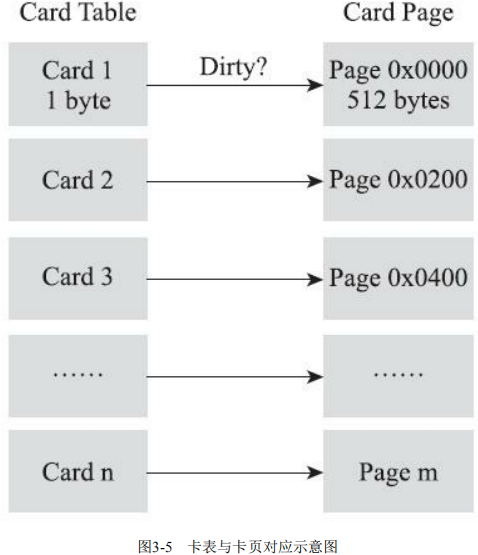 Card Table
Card Page
Card 1
1 byte
Dirty?
Page 0x0000
512 bytes
Card 2
Page 0x0200
Card 3
Page 0x0400
……
……
Card n
Page m
图3-5 卡表与卡页对应示意图